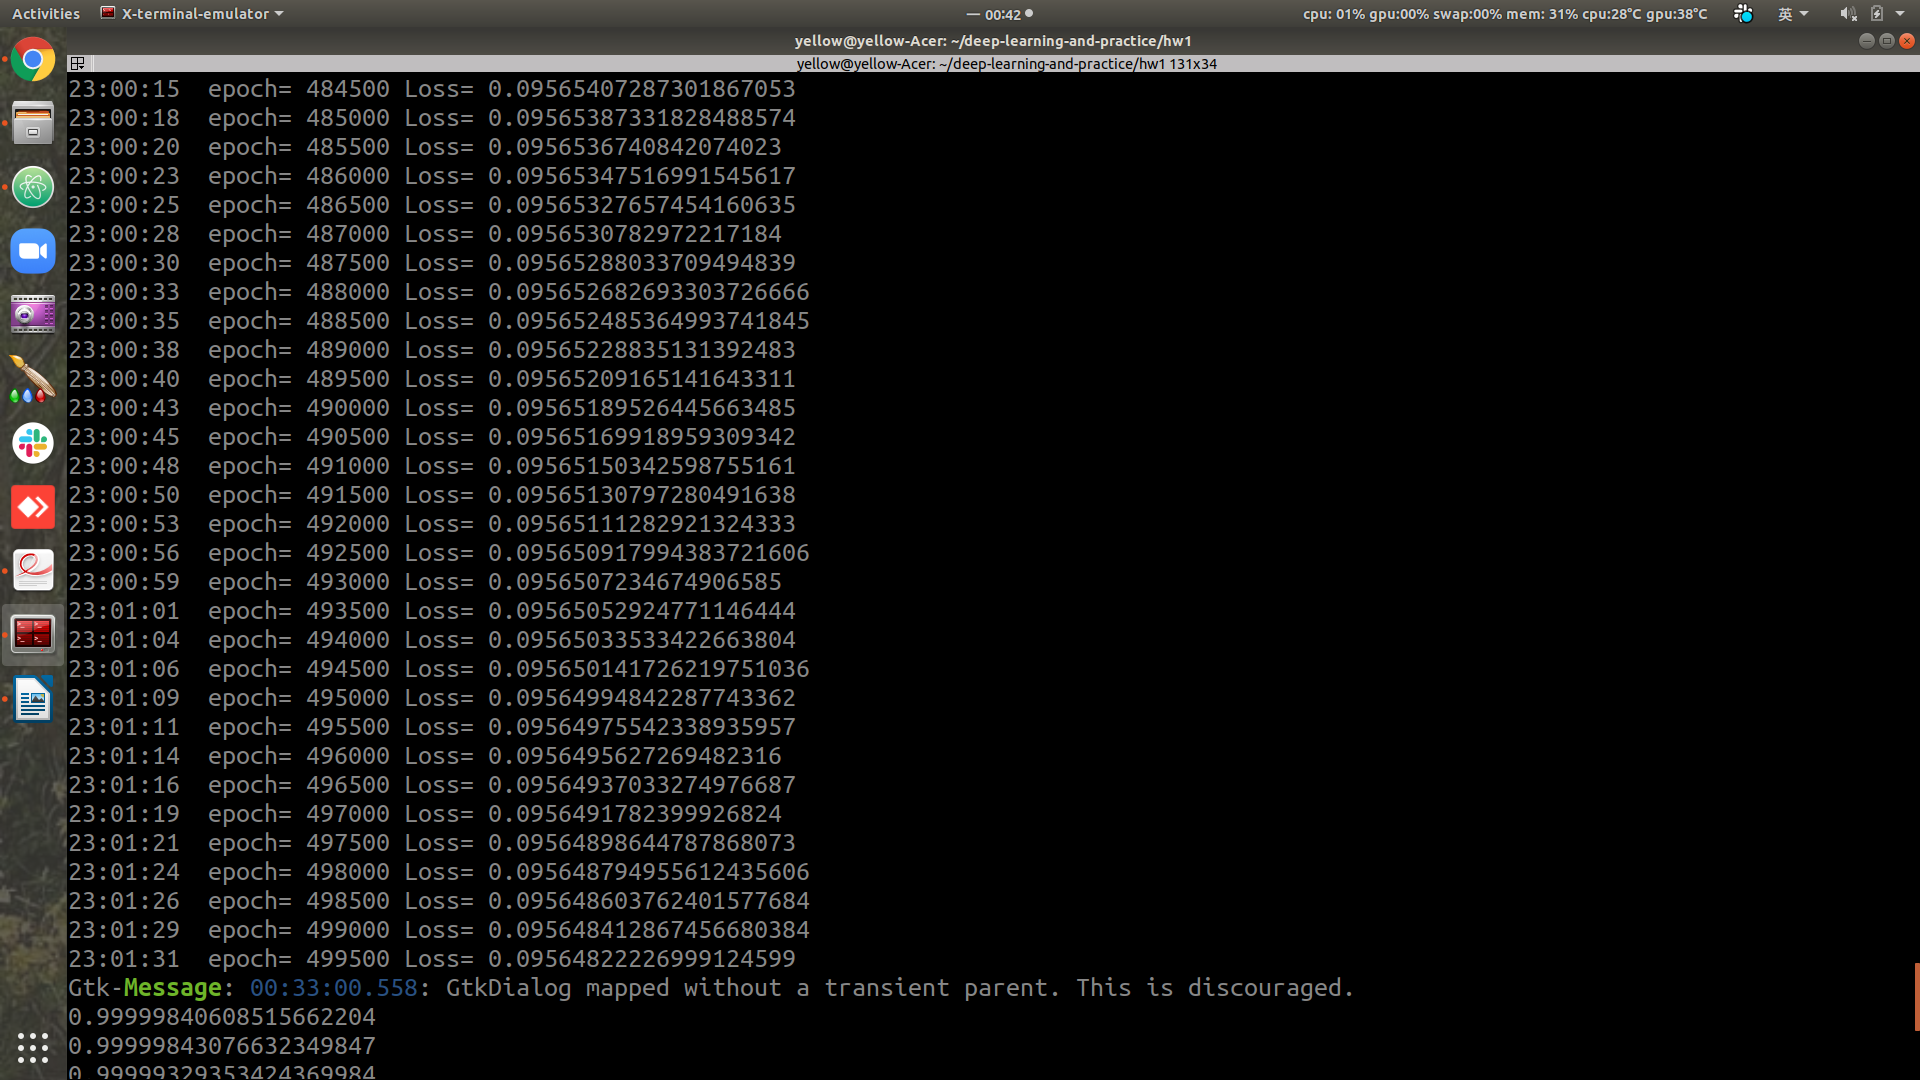 Activities X-terminal-emulator 一 00:42 cpu: 01% gpu:00% swap:00% mem: 31% cpu:28°C gpu:38°C 英
yellow@yellow-Acer: ~/deep-learning-and-practice/hw1
yellow@yellow-Acer: ~/deep-learning-and-practice/hw1 131x34
23:00:15 epoch= 484500 Loss= 0.09565407287301867053
23:00:18 epoch= 485000 Loss= 0.09565387331828488574
23:00:20 epoch= 485500 Loss= 0.0956536740842074023
23:00:23 epoch= 486000 Loss= 0.09565347516991545617
23:00:25 epoch= 486500 Loss= 0.09565327657454160635
23:00:28 epoch= 487000 Loss= 0.0956530782972217184
23:00:30 epoch= 487500 Loss= 0.09565288033709494839
23:00:33 epoch= 488000 Loss= 0.095652682693303726666
23:00:35 epoch= 488500 Loss= 0.095652485364993741845
23:00:38 epoch= 489000 Loss= 0.09565228835131392483
23:00:40 epoch= 489500 Loss= 0.09565209165141643311
23:00:43 epoch= 490000 Loss= 0.09565189526445663485
23:00:45 epoch= 490500 Loss= 0.09565169918959309342
23:00:48 epoch= 491000 Loss= 0.09565150342598755161
23:00:50 epoch= 491500 Loss= 0.09565130797280491638
23:00:53 epoch= 492000 Loss= 0.09565111282921324333
23:00:56 epoch= 492500 Loss= 0.095650917994383721606
23:00:59 epoch= 493000 Loss= 0.0956507234674906585
23:01:01 epoch= 493500 Loss= 0.09565052924771146444
23:01:04 epoch= 494000 Loss= 0.09565033533422663804
23:01:06 epoch= 494500 Loss= 0.095650141726219751036
23:01:09 epoch= 495000 Loss= 0.09564994842287743362
23:01:11 epoch= 495500 Loss= 0.09564975542338935957
23:01:14 epoch= 496000 Loss= 0.0956495627269482316
23:01:16 epoch= 496500 Loss= 0.09564937033274976687
23:01:19 epoch= 497000 Loss= 0.0956491782399926824
23:01:21 epoch= 497500 Loss= 0.09564898644787868073
23:01:24 epoch= 498000 Loss= 0.095648794955612435606
23:01:26 epoch= 498500 Loss= 0.095648603762401577684
23:01:29 epoch= 499000 Loss= 0.095648412867456680384
23:01:31 epoch= 499500 Loss= 0.09564822226999124599
Gtk-Message: 00:33:00.558: GtkDialog mapped without a transient parent. This is discouraged.
0.99999840608515662204
0.99999843076632349847
0.99999329353424369984